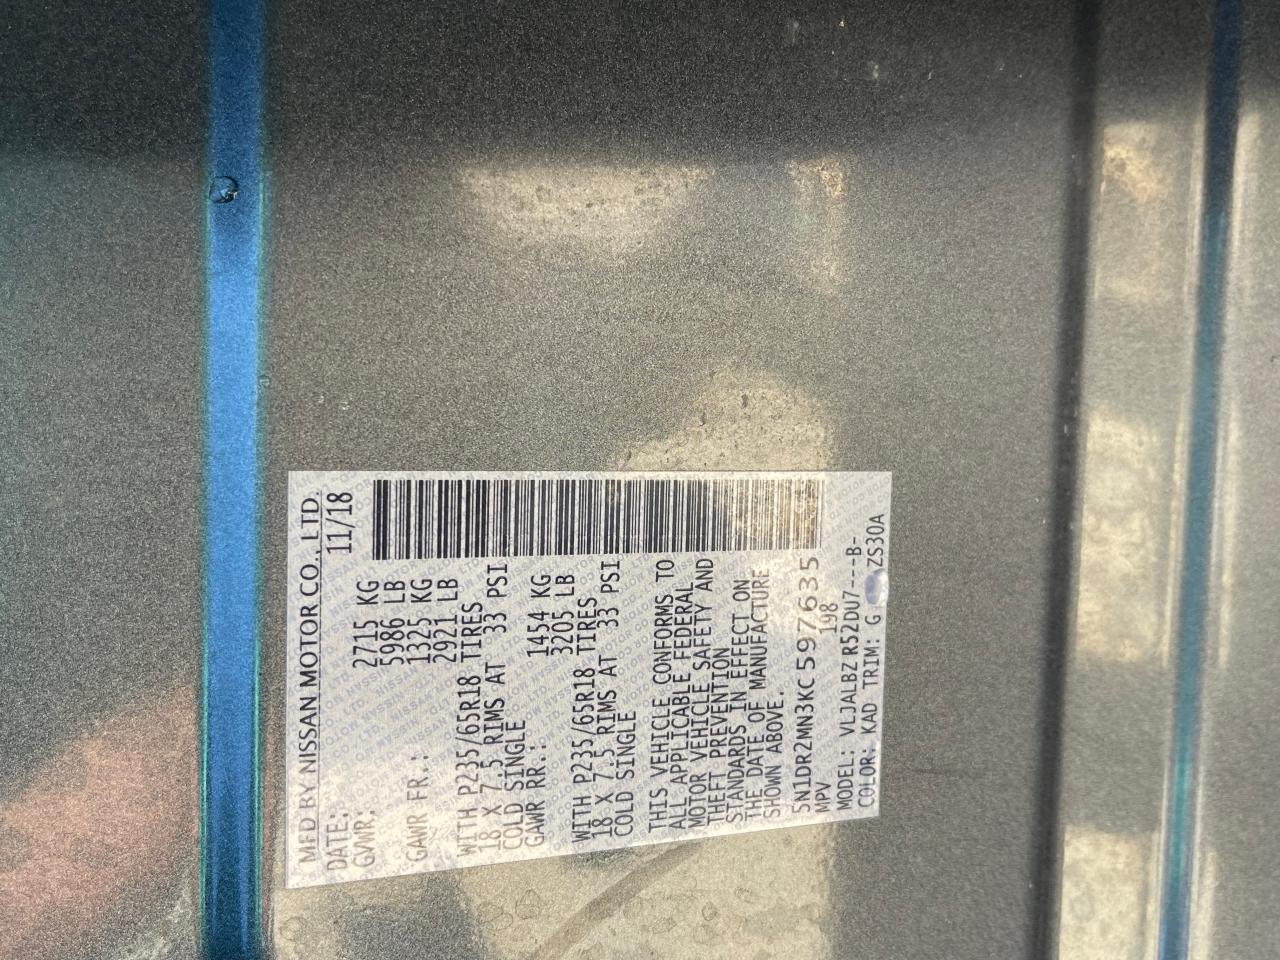 MFD BY NISSAN MOTOR CO., LTD.
DATE: 11/18
GVWR: 2715 KG
5986 LB
GAWR FR.: 1325 KG
2921 LB
WITH P235/65R18 TIRES
18 X 7.5 RIMS AT 33 PSI
COLD SINGLE
GAWR RR.: 1454 KG
3205 LB
WITH P235/65R18 TIRES
18 X 7.5 RIMS AT 33 PSI
COLD SINGLE
THIS VEHICLE CONFORMS TO
ALL APPLICABLE FEDERAL
MOTOR VEHICLE SAFETY AND
THEFT PREVENTION
STANDARDS IN EFFECT ON
THE DATE OF MANUFACTURE
SHOWN ABOVE.
5N1DR2MN3KC597635
MPV 198
MODEL: VLJALBZ R52DU7---B-
COLOR: KAD TRIM: G ZS30A